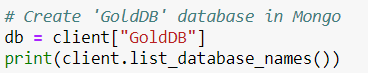 # Create 'GoldDB' database in Mongo
db = client["GoldDB"]
print(client.list_database_names())